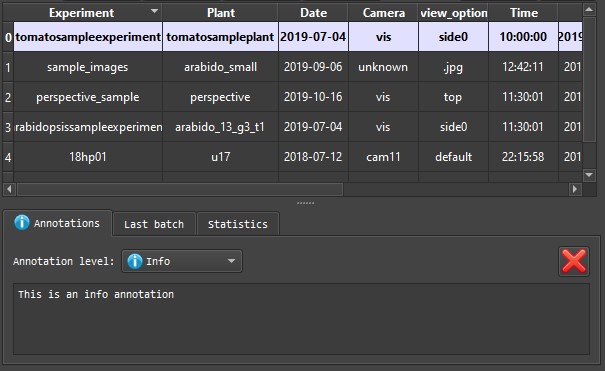 Experiment Plant Date Camera view_option Time
0 tomatosampleexperiment tomatosampleplant 2019-07-04 vis side0 10:00:00 2019
1 sample_images arabido_small 2019-09-06 unknown .jpg 12:42:11 201
2 perspective_sample perspective 2019-10-16 vis top 11:30:01 201
3 rabidopsissampleexperimen arabido_13_g3_t1 2019-07-04 vis side0 11:30:01 201
4 18hp01 u17 2018-07-12 cam11 default 22:15:58 201
Annotations Last batch Statistics
Annotation level: Info
This is an info annotation